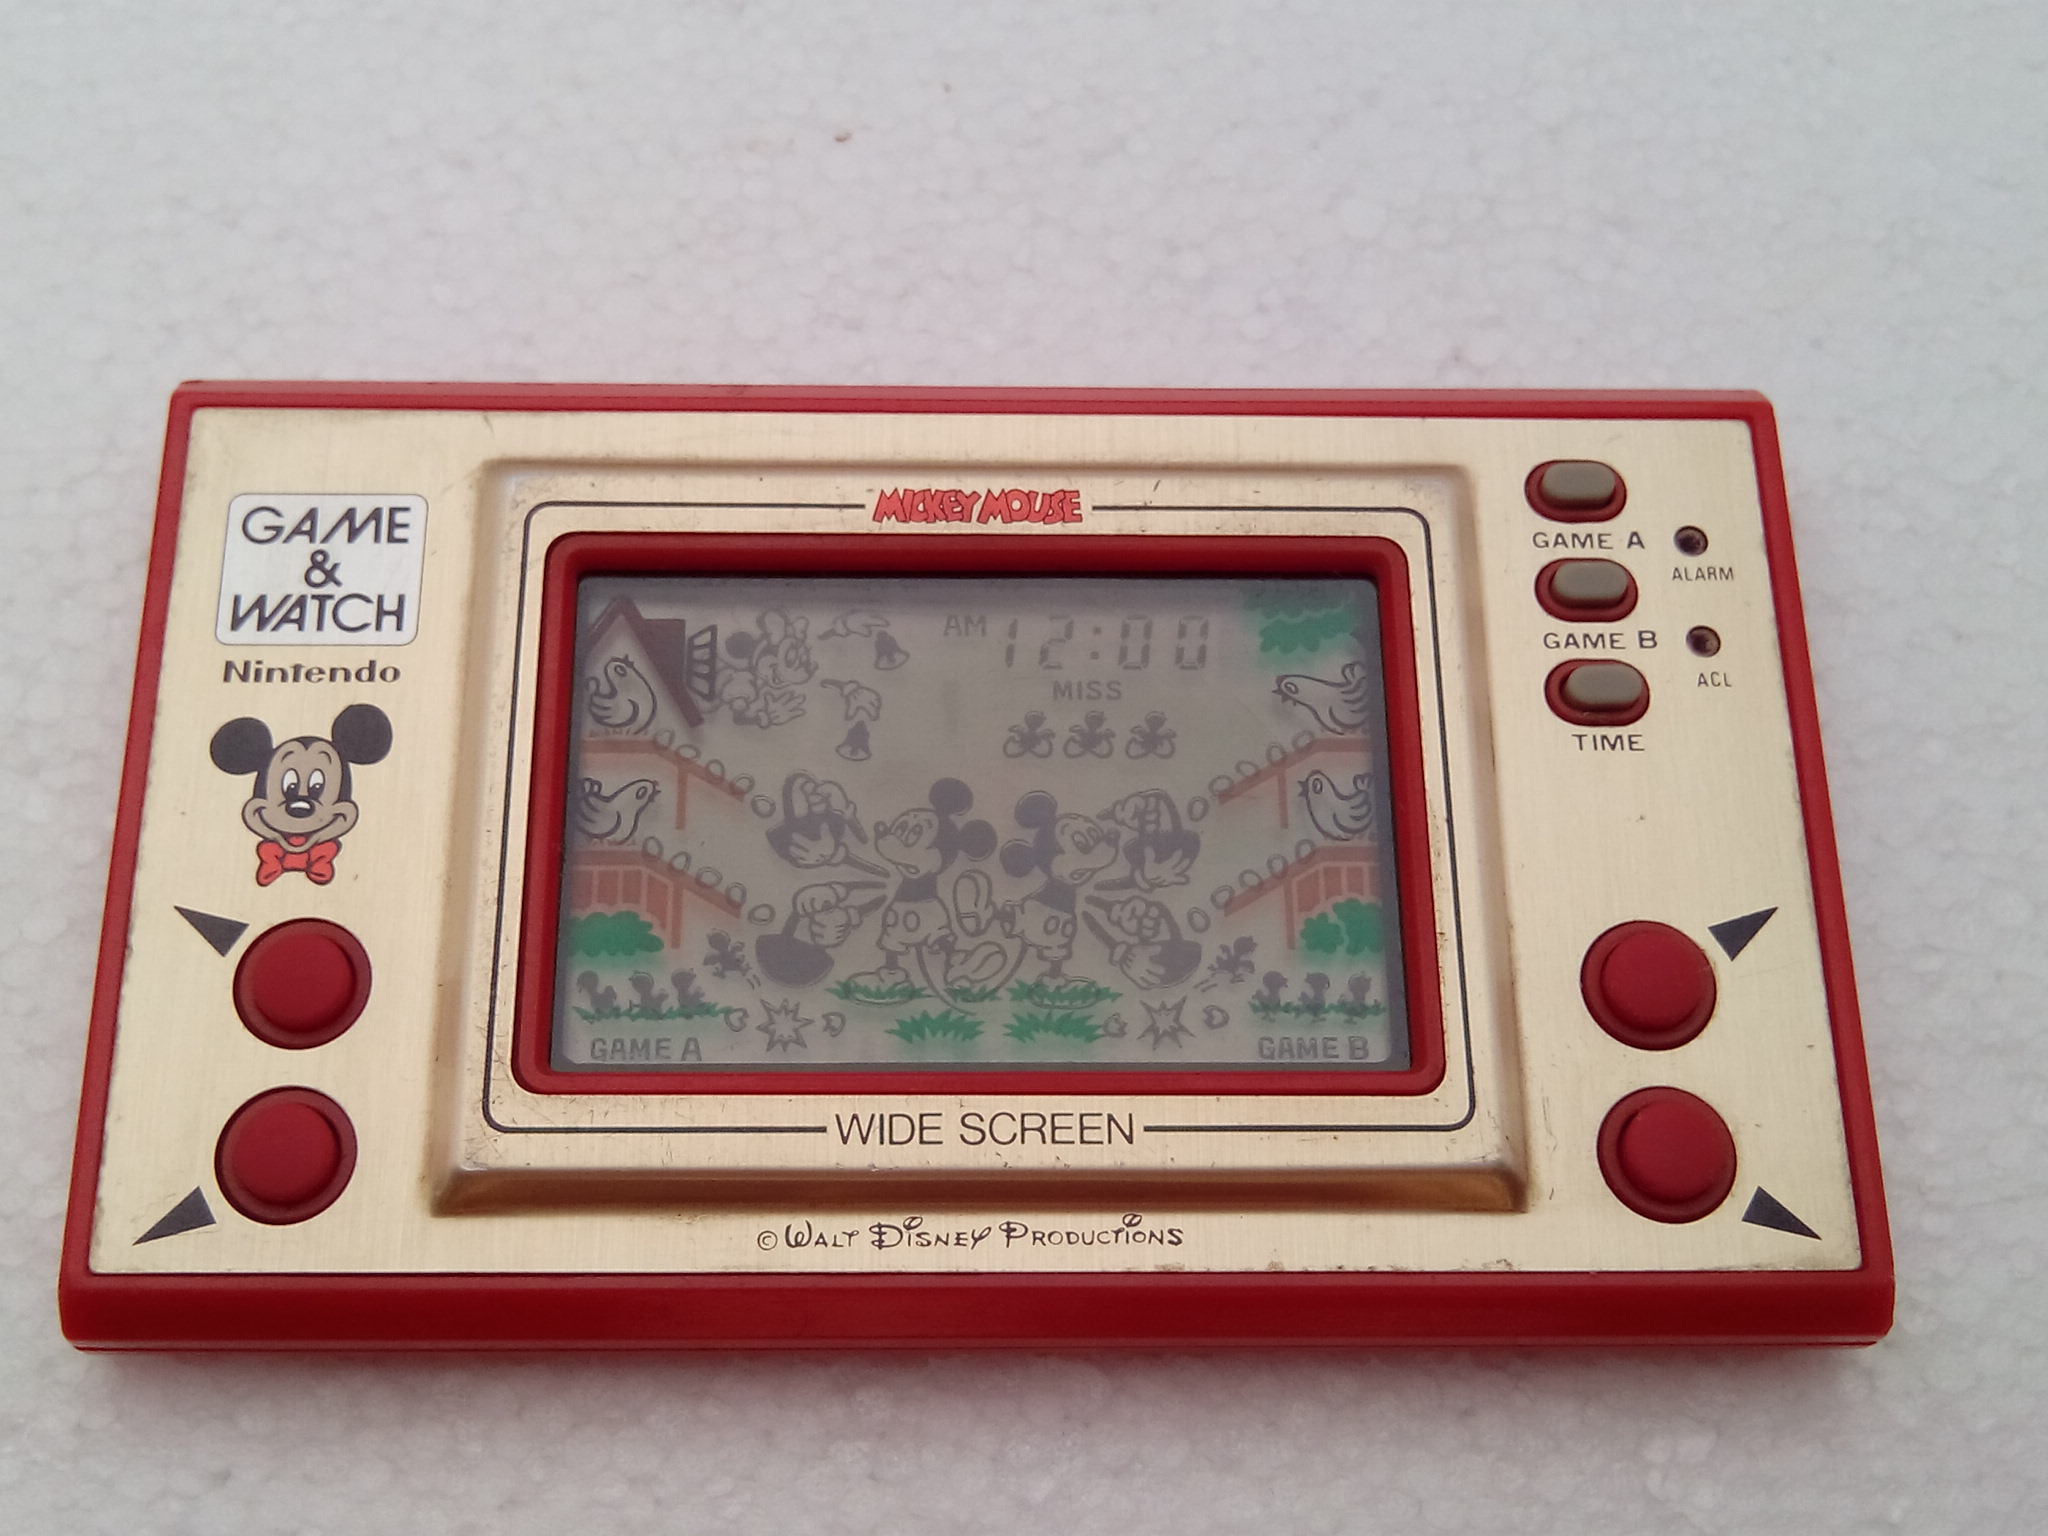 GAME
&
WATCH
Nintendo
MICKEY MOUSE
AM 12:00
MISS
GAME A
GAME B
WIDE SCREEN
© WALT DISNEY PRODUCTIONS
GAME A
ALARM
GAME B
ACL
TIME